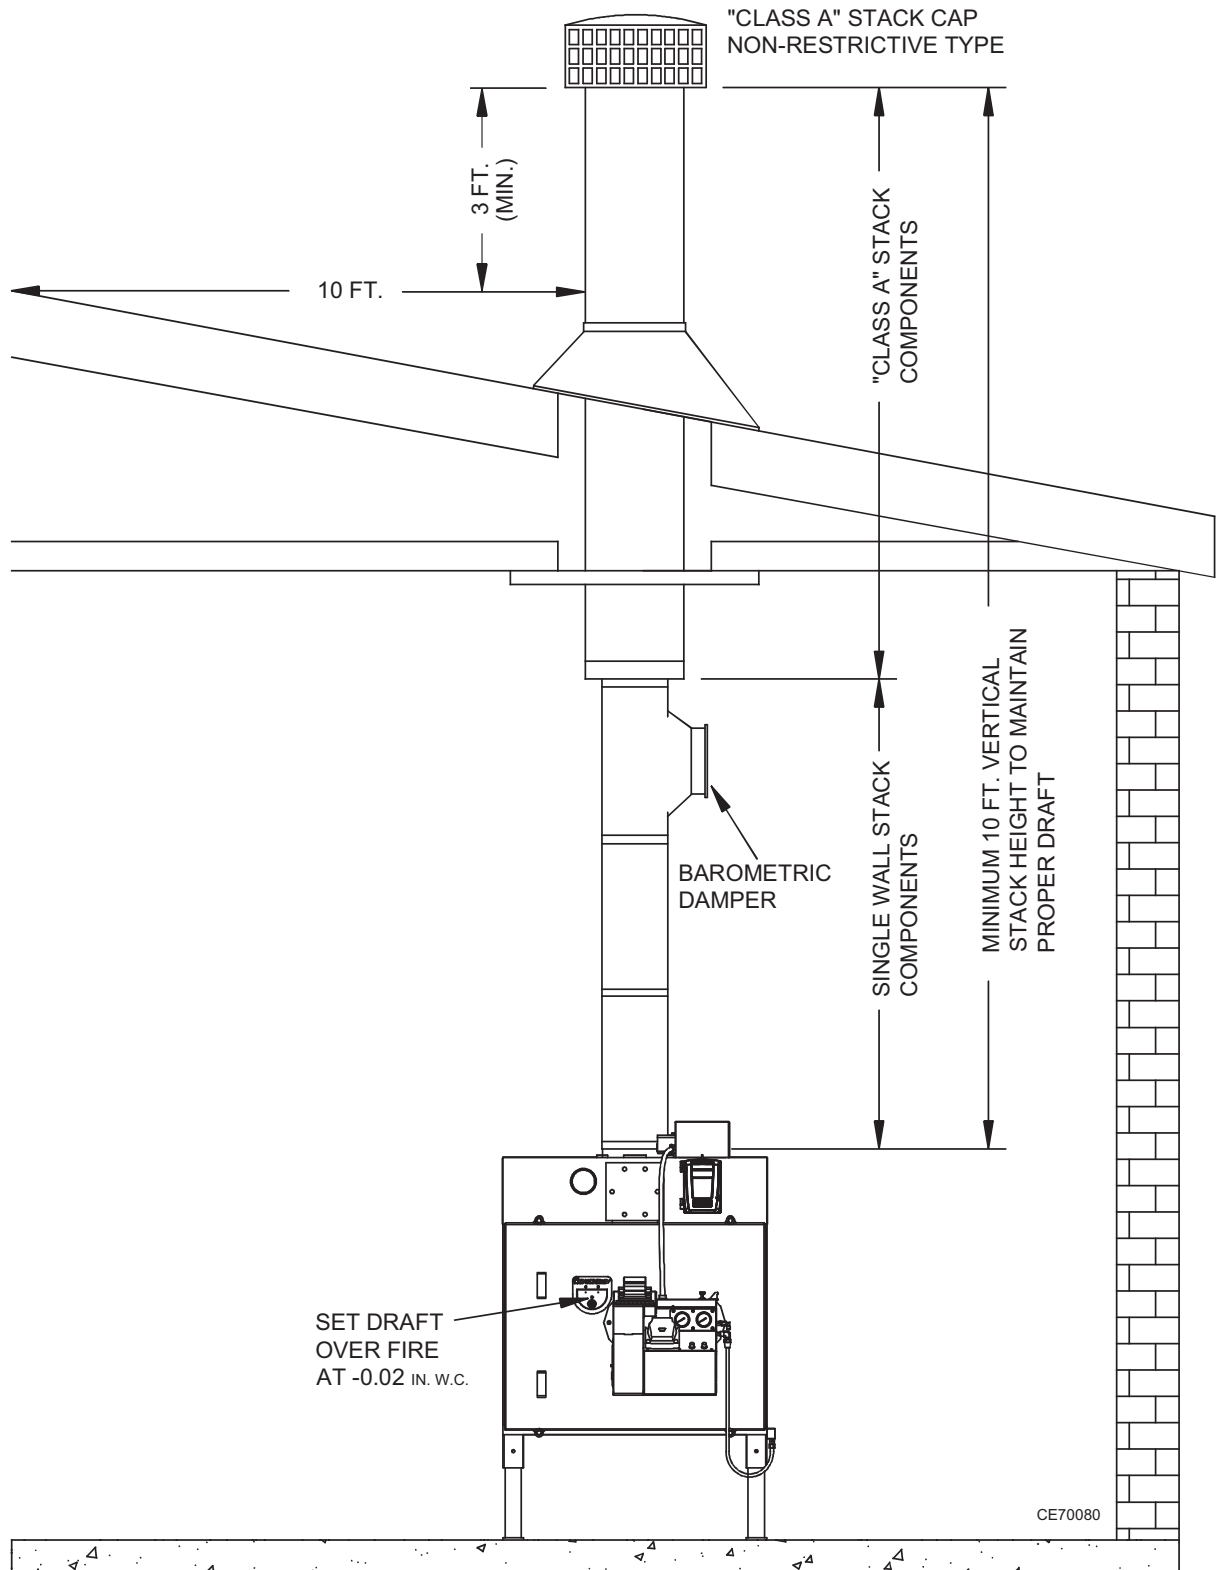 "CLASS A" STACK CAP
NON-RESTRICTIVE TYPE
3 FT.
(MIN.)
10 FT.
"CLASS A" STACK
COMPONENTS
MINIMUM 10 FT. VERTICAL
STACK HEIGHT TO MAINTAIN
PROPER DRAFT
SINGLE WALL STACK
COMPONENTS
BAROMETRIC
DAMPER
SET DRAFT
OVER FIRE
AT -0.02 IN. W.C.
CE70080